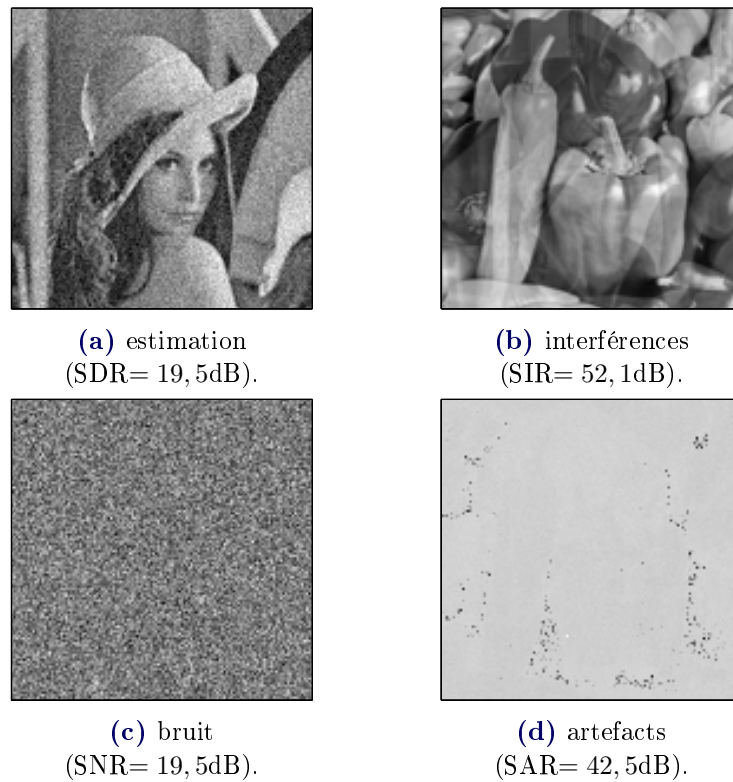 (a) estimation
(SDR= 19, 5dB).
(b) interférences
(SIR= 52, 1dB).
(c) bruit
(SNR= 19, 5dB).
(d) artefacts
(SAR= 42, 5dB).